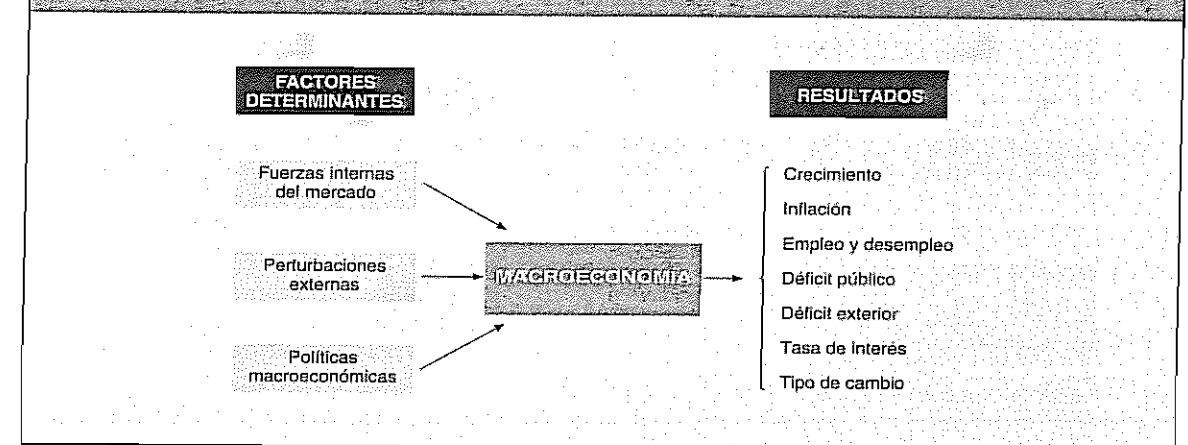 FACTORES
DETERMINANTES
Fuerzas internas
del mercado
Perturbaciones
externas
Políticas
macroeconómicas
MACROECONOMÍA
RESULTADOS
Crecimiento
Inflación
Empleo y desempleo
Déficit público
Déficit exterior
Tasa de interés
Tipo de cambio